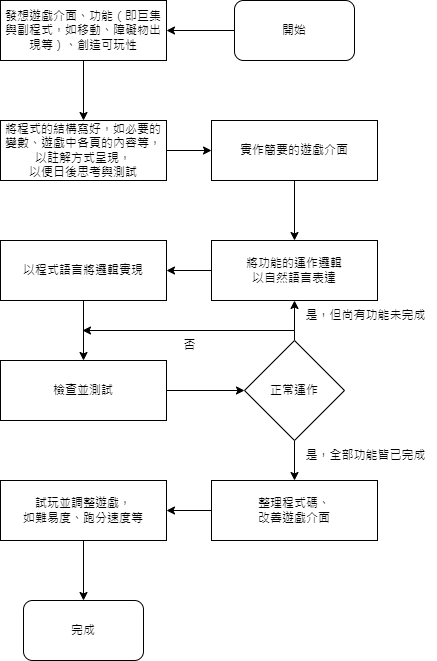 開始
發想遊戲介面、功能（即巨集
與副程式，如移動、障礙物出
現等）、創造可玩性
將程式的結構寫好，如必要的
變數、遊戲中各頁的內容等，
以註解方式呈現，
以便日後思考與測試
實作簡要的遊戲介面
將功能的運作邏輯
以自然語言表達
以程式語言將邏輯實現
檢查並測試
正常運作
否
是，但尚有功能未完成
是，全部功能皆已完成
整理程式碼、
改善遊戲介面
試玩並調整遊戲，
如難易度、跑分速度等
完成